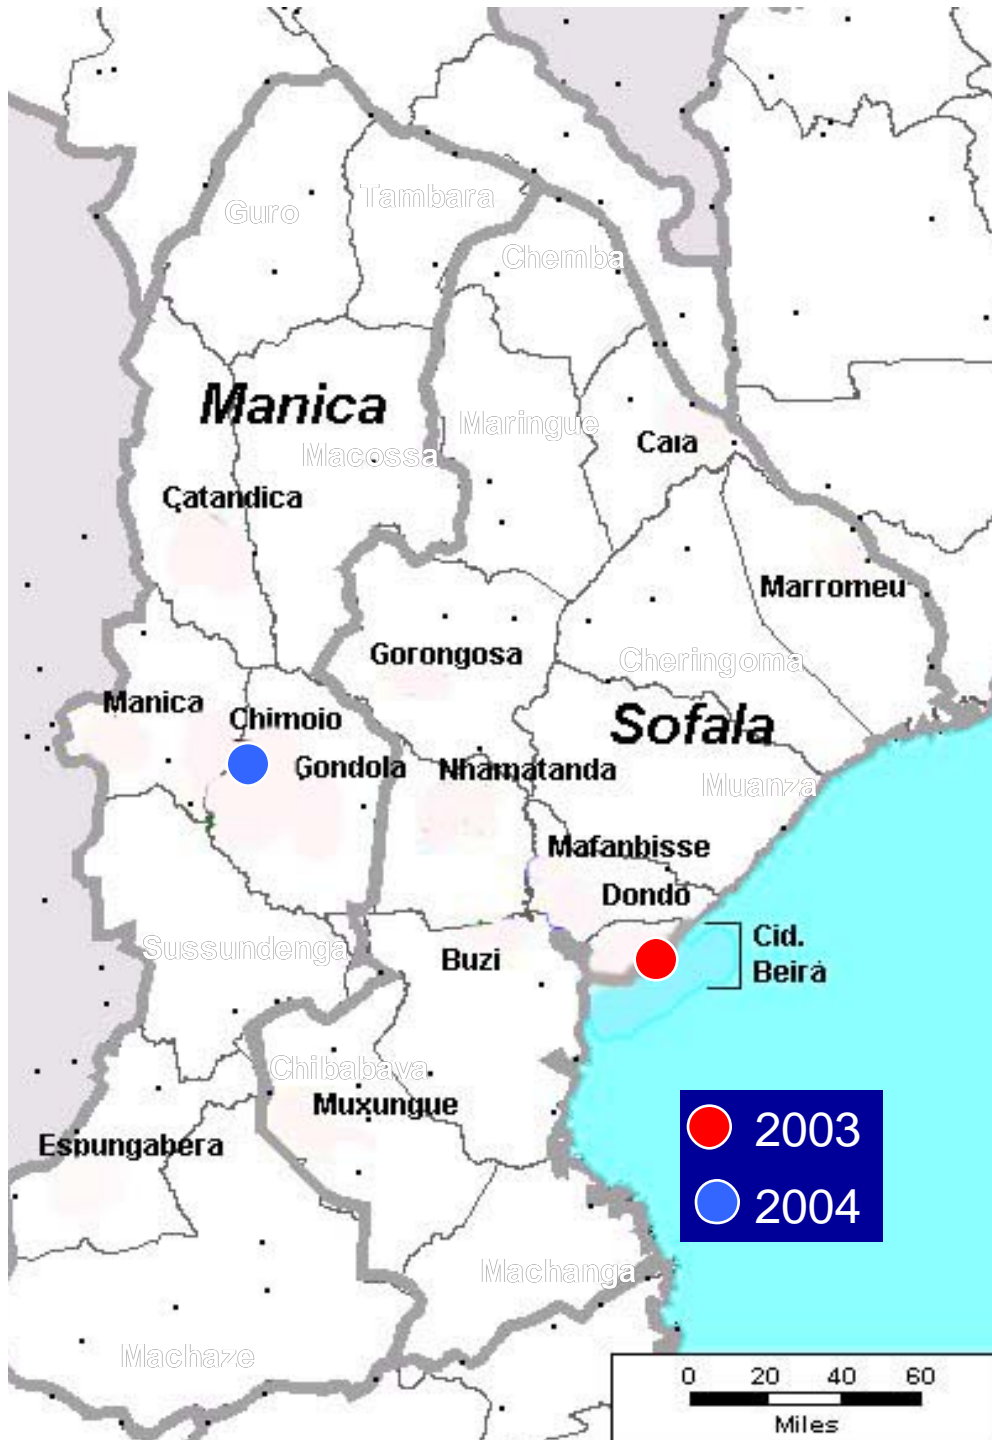 Guro
Tambara
Chemba
Manica
Macossa
Maringue
Caia
Catandica
Marromeu
Gorongosa
Cheringoma
Manica
Chimoio
Sofala
Gondola
Nhamatanda
Muanza
Mafanbisse
Dondo
Sussundenga
Buzi
Cid.
Beira
Chibabava
Muxungue
Espungabera
2003
2004
Machanga
Machaze
0 20 40 60
Miles